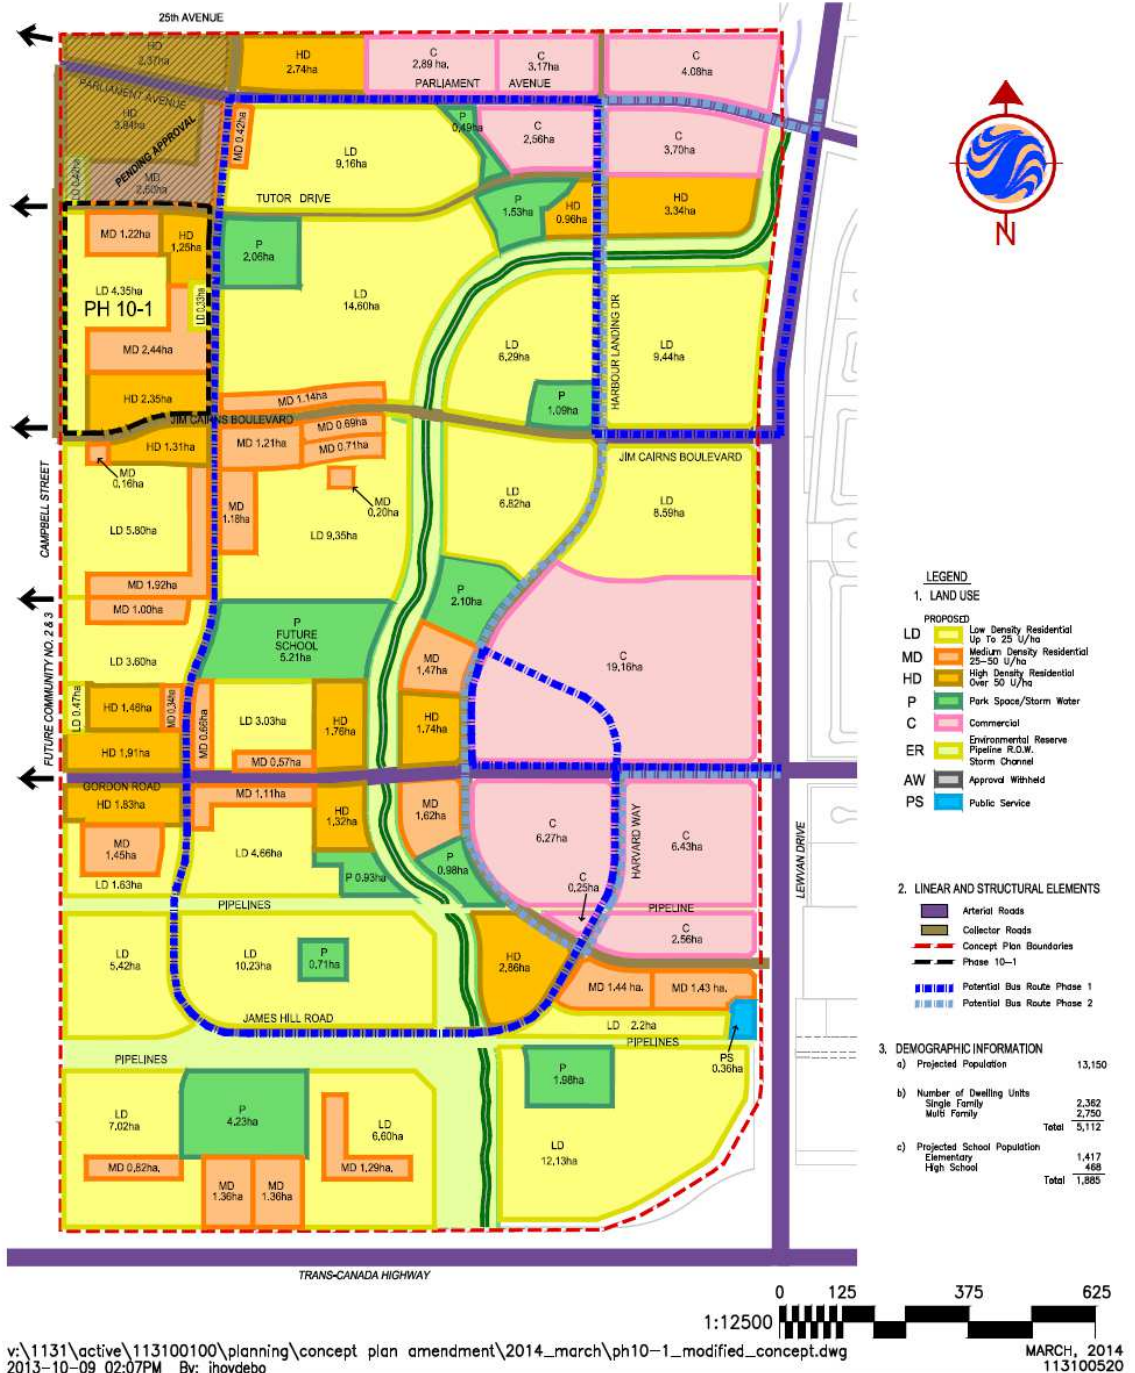 25th AVENUE
HD
2.37ha
HD
2.74ha
C
2.89 ha.
C
3.17ha
C
4.08ha
PARLIAMENT AVENUE
PARLIAMENT AVENUE
HD
3.94ha
PENDING APPROVAL
MD 0.42ha
P
0.49ha
C
2.56ha
C
3.70ha
LD
9.16ha
LD 0.42ha
MD
2.50ha
TUTOR DRIVE
P
1.53ha
HD
0.96ha
HD
3.34ha
MD 1.22ha
HD
1.25ha
P
2.06ha
LD 4.35ha
PH 10-1
LD 0.33ha
LD
14.60ha
HARBOUR LANDING DR
LD
6.29ha
LD
9.44ha
MD 2.44ha
HD 2.35ha
MD 1.14ha
P
1.09ha
JIM CAIRNS BOULEVARD
MD 0.69ha
HD 1.31ha
MD 1.21ha
MD 0.71ha
JIM CAIRNS BOULEVARD
MD
0.16ha
CAMPBELL STREET
MD
1.18ha
MD
0.20ha
LD
6.82ha
LD
8.59ha
LD 5.80ha
LD 9.35ha
MD 1.92ha
MD 1.00ha
P
2.10ha
P
FUTURE
SCHOOL
5.21ha
FUTURE COMMUNITY NO. 2 & 3
LD 3.60ha
MD
1.47ha
C
19.16ha
LD 0.47ha
HD 1.46ha
MD 0.34ha
MD 0.66ha
LD 3.03ha
HD
1.76ha
HD
1.74ha
HD 1.91ha
MD 0.57ha
GORDON ROAD
HD 1.83ha
MD 1.11ha
HD
1.32ha
MD
1.62ha
C
6.27ha
HARVARD WAY
C
6.43ha
LEWVAN DRIVE
MD
1.45ha
LD 4.66ha
LD 1.63ha
P 0.93ha
P
0.98ha
C
0.25ha
PIPELINES
PIPELINE
C
2.56ha
LD
5.42ha
LD
10.23ha
P
0.71ha
HD
2.86ha
MD 1.44 ha.
MD 1.43 ha.
JAMES HILL ROAD
LD 2.2ha
PIPELINES
PIPELINES
PS
0.36ha
P
1.98ha
LD
7.02ha
P
4.23ha
LD
6.60ha
LD
12.13ha
MD 0.82ha.
MD 1.29ha.
MD
1.36ha
MD
1.36ha
TRANS-CANADA HIGHWAY
N
LEGEND
1. LAND USE
PROPOSED
LD Low Density Residential
Up To 25 U/ha
MD Medium Density Residential
25-50 U/ha
HD High Density Residential
Over 50 U/ha
P Park Space/Storm Water
C Commercial
ER Environmental Reserve
Pipeline R.O.W.
Storm Channel
AW Approval Withheld
PS Public Service
2. LINEAR AND STRUCTURAL ELEMENTS
Arterial Roads
Collector Roads
Concept Plan Boundaries
Phase 10-1
Potential Bus Route Phase 1
Potential Bus Route Phase 2
3. DEMOGRAPHIC INFORMATION
a) Projected Population 13,150
b) Number of Dwelling Units
Single Family 2,362
Multi Family 2,750
Total 5,112
c) Projected School Population
Elementary 1,417
High School 468
Total 1,885
0 125 375 625
1:12500
v:\1131\active\113100100\planning\concept plan amendment\2014_march\ph10-1_modified_concept.dwg
2013-10-09 02:07PM By: jhoydebo
MARCH, 2014
113100520